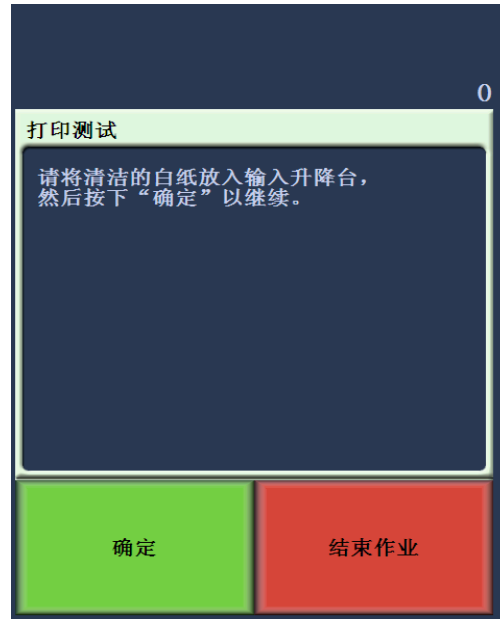 0
打印测试
请将清洁的白纸放入输入升降台，
然后按下“确定”以继续。
确定
结束作业